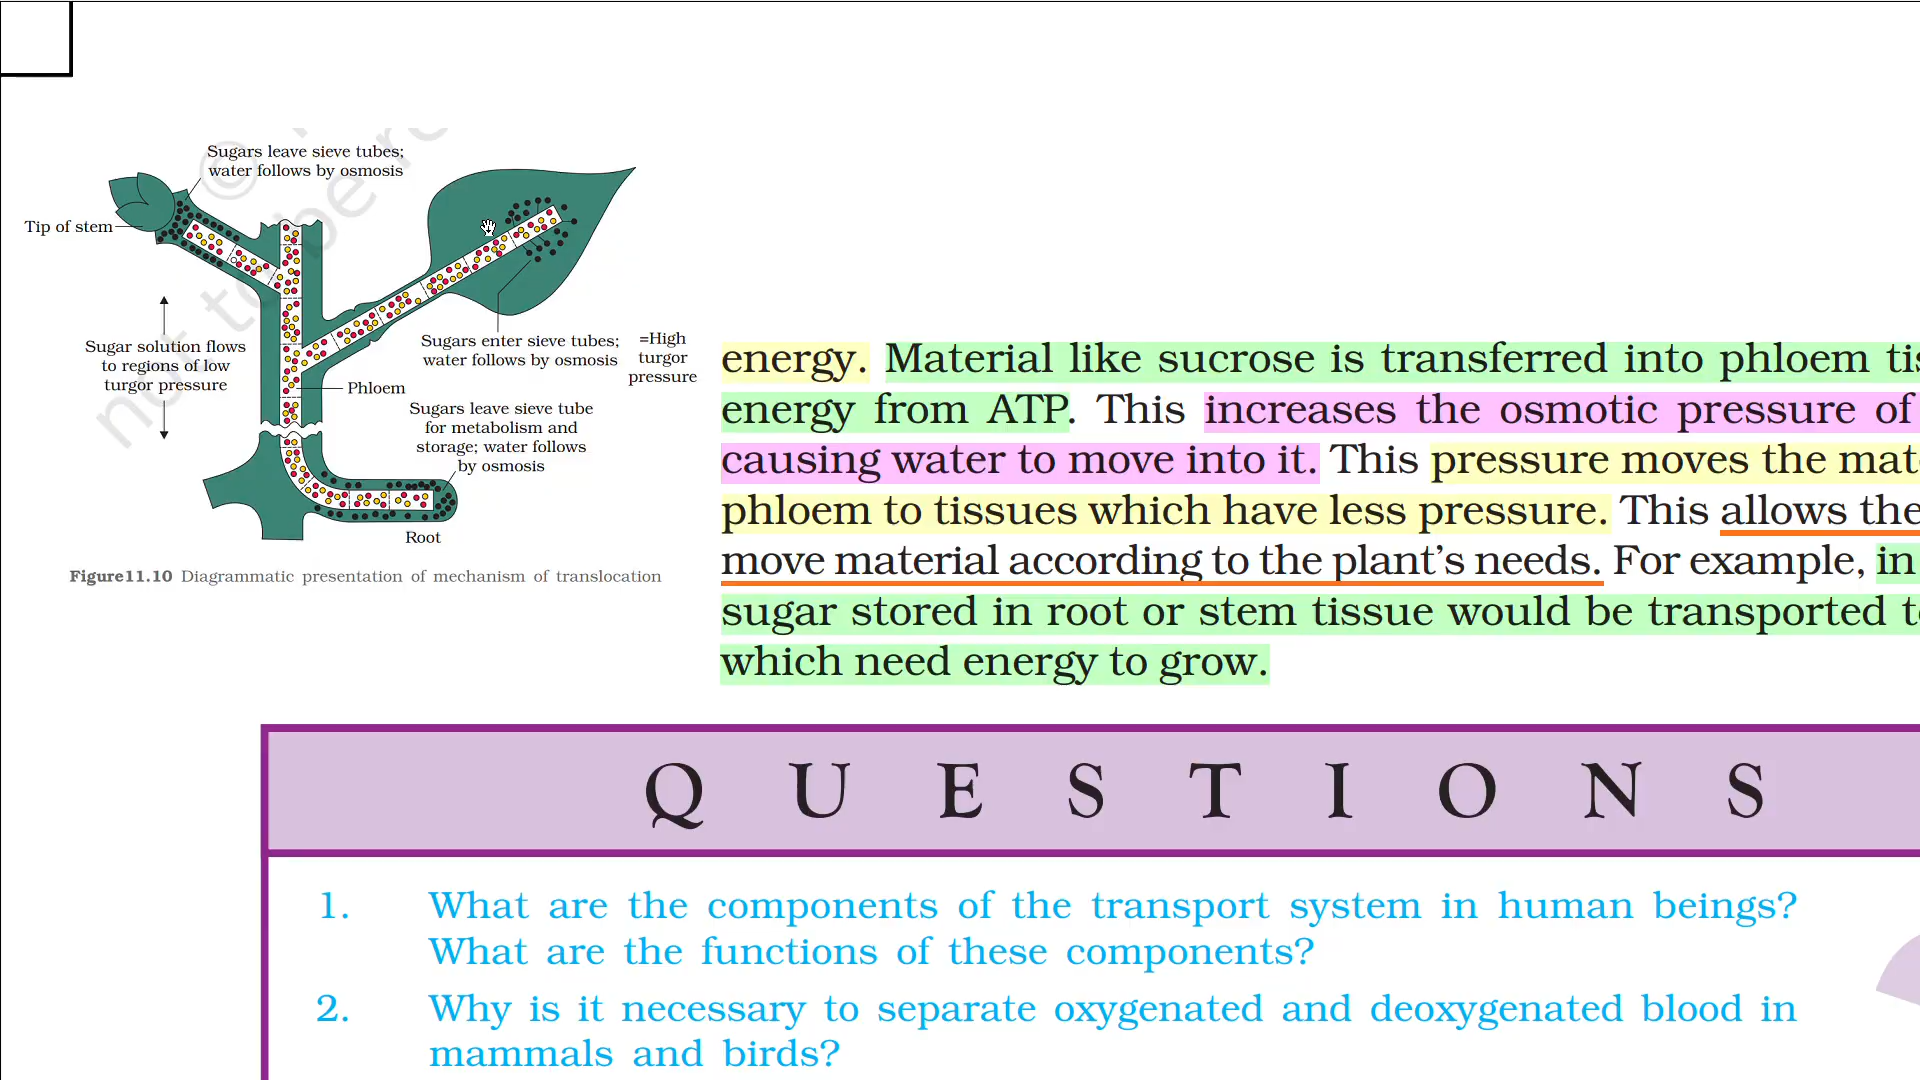 Sugars leave sieve tubes;
water follows by osmosis
Tip of stem
Sugar solution flows
to regions of low
turgor pressure
Sugars enter sieve tubes;
water follows by osmosis
=High
turgor
pressure
Phloem
Sugars leave sieve tube
for metabolism and
storage; water follows
by osmosis
Root
Figure11.10 Diagrammatic presentation of mechanism of translocation
© 
not to be
energy. Material like sucrose is transferred into phloem
energy from ATP. This increases the osmotic pressure of
causing water to move into it. This pressure moves the
phloem to tissues which have less pressure. This allows the
move material according to the plant’s needs. For example, in
sugar stored in root or stem tissue would be transported
which need energy to grow.
QUESTIONS
1. What are the components of the transport system in human beings?
What are the functions of these components?
2. Why is it necessary to separate oxygenated and deoxygenated blood in
mammals and birds?